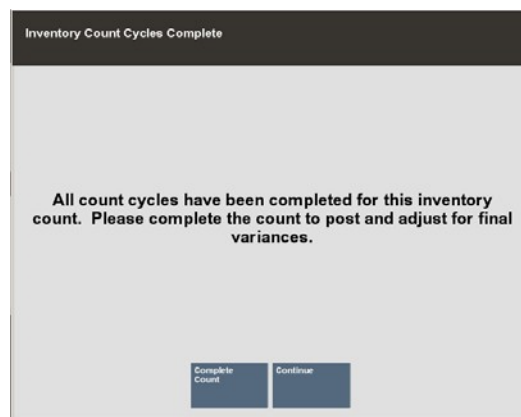 Inventory Count Cycles Complete
All count cycles have been completed for this inventory
count. Please complete the count to post and adjust for final
variances.
Complete
Count
Continue